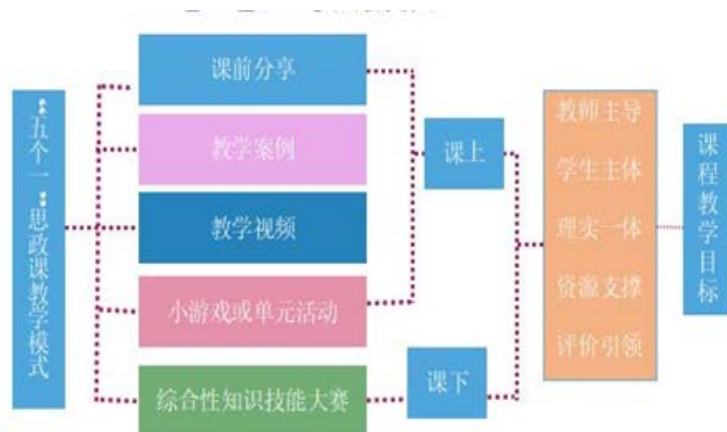 “五个一”思政课教学模式
课前分享
教学案例
教学视频
小游戏或单元活动
综合性知识技能大赛
课上
课下
教师主导
学生主体
理实一体
资源支撑
评价引领
课程教学目标